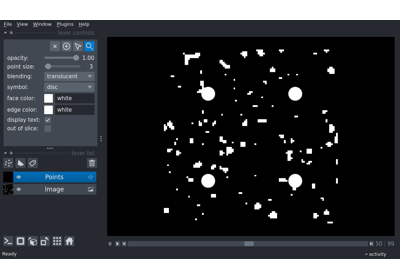 File View Window Plugins Help
layer controls
opacity: 1.00
point size: 3
blending: translucent
symbol: disc
face color: white
edge color: white
display text:
out of slice:
layer list
Points
Image
0 50 99
Ready activity